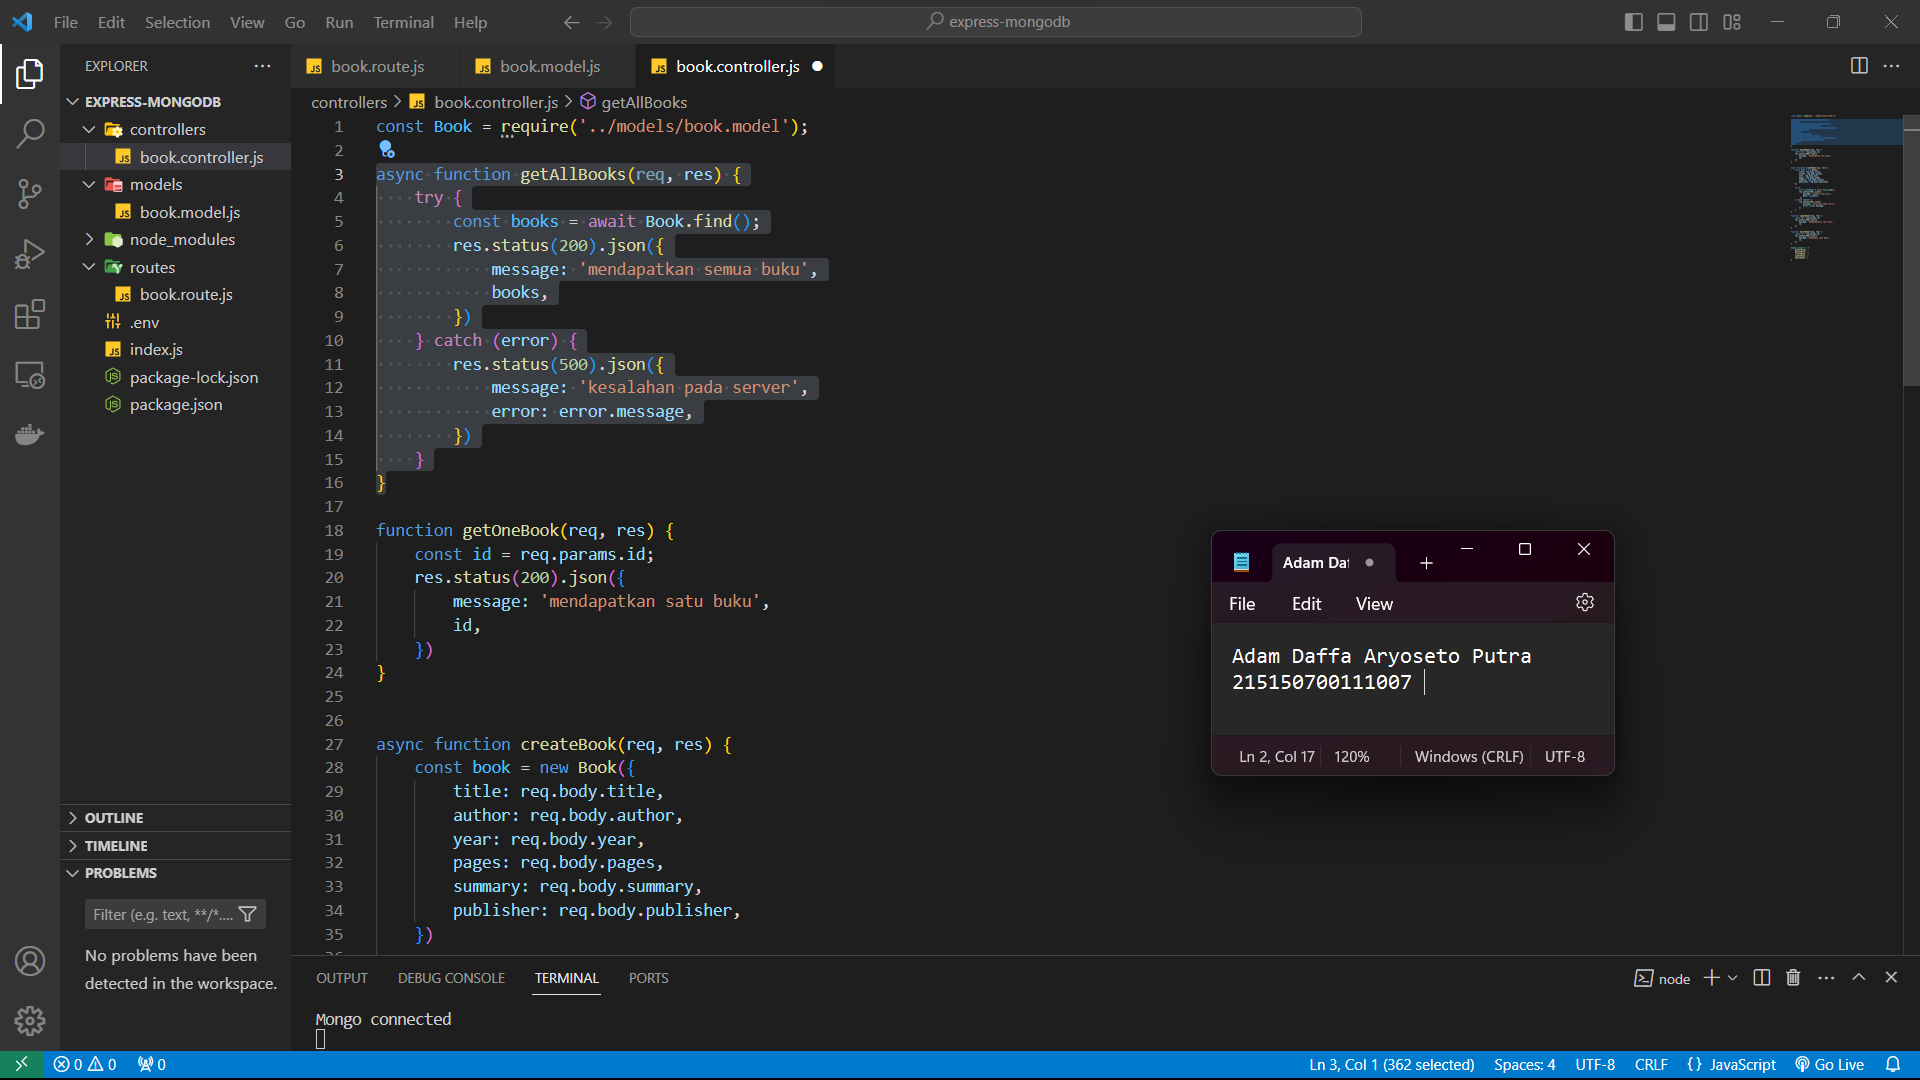 File Edit Selection View Go Run Terminal Help
express-mongodb
EXPLORER
book.route.js
book.model.js
book.controller.js
EXPRESS-MONGODB
controllers
book.controller.js
models
book.model.js
node_modules
routes
book.route.js
.env
index.js
package-lock.json
package.json
OUTLINE
TIMELINE
PROBLEMS
Filter (e.g. text, **/*....
No problems have been
detected in the workspace.
controllers > book.controller.js > getAllBooks
1 const Book = require('../models/book.model');
2
3 async function getAllBooks(req, res) {
4 try {
5 const books = await Book.find();
6 res.status(200).json({
7 message: 'mendapatkan semua buku',
8 books,
9 })
10 } catch (error) {
11 res.status(500).json({
12 message: 'kesalahan pada server',
13 error: error.message,
14 })
15 }
16 }
17
18 function getOneBook(req, res) {
19 const id = req.params.id;
20 res.status(200).json({
21 message: 'mendapatkan satu buku',
22 id,
23 })
24 }
25
26
27 async function createBook(req, res) {
28 const book = new Book({
29 title: req.body.title,
30 author: req.body.author,
31 year: req.body.year,
32 pages: req.body.pages,
33 summary: req.body.summary,
34 publisher: req.body.publisher,
35 })
Adam Da
File Edit View
Adam Daffa Aryoseto Putra
215150700111007
Ln 2, Col 17 120% Windows (CRLF) UTF-8
OUTPUT DEBUG CONSOLE TERMINAL PORTS
node
Mongo connected
0 0 0
Ln 3, Col 1 (362 selected) Spaces: 4 UTF-8 CRLF {} JavaScript Go Live